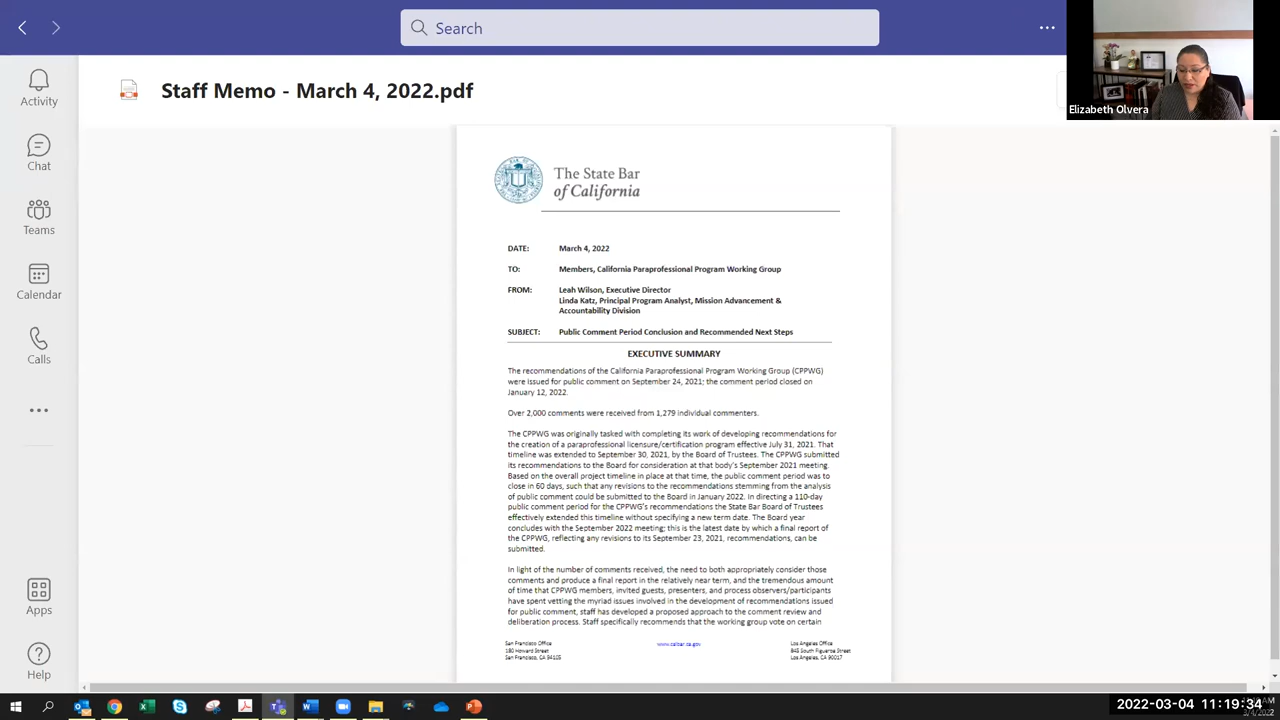 Search
Elizabeth Olvera
Activity
Chat
Teams
Calendar
Calls
Apps
Help
Staff Memo - March 4, 2022.pdf
The State Bar
of California
DATE: March 4, 2022
TO: Members, California Paraprofessional Program Working Group
FROM: Leah Wilson, Executive Director
Linda Katz, Principal Program Analyst, Mission Advancement &
Accountability Division
SUBJECT: Public Comment Period Conclusion and Recommended Next Steps
EXECUTIVE SUMMARY
The recommendations of the California Paraprofessional Program Working Group (CPPWG)
were issued for public comment on September 24, 2021; the comment period closed on
January 12, 2022.
Over 2,000 comments were received from 1,279 individual commenters.
The CPPWG was originally tasked with completing its work of developing recommendations for
the creation of a paraprofessional licensure/certification program effective July 31, 2021. That
timeline was extended to September 30, 2021, by the Board of Trustees. The CPPWG submitted
its recommendations to the Board for consideration at that body's September 2021 meeting.
Based on the overall project timeline in place at that time, the public comment period was to
close in 60 days, such that any revisions to the recommendations stemming from the analysis
of public comment could be submitted to the Board in January 2022. In directing a 110-day
public comment period for the CPPWG's recommendations the State Bar Board of Trustees
effectively extended this timeline without specifying a new term date. The Board year
concludes with the September 2022 meeting; this is the latest date by which a final report of
the CPPWG, reflecting any revisions to its September 23, 2021, recommendations, can be
submitted.
In light of the number of comments received, the need to both appropriately consider those
comments and produce a final report in the relatively near term, and the tremendous amount
of time that CPPWG members, invited guests, presenters, and process observers/participants
have spent vetting the myriad issues involved in the development of recommendations issued
for public comment, staff has developed a proposed approach to the comment review and
deliberation process. Staff specifically recommends that the working group vote on certain
San Francisco Office
180 Howard Street
San Francisco, CA 94105
www.calbar.ca.gov
Los Angeles Office
845 South Figueroa Street
Los Angeles, CA 90017
2022-03-04 11:19:34